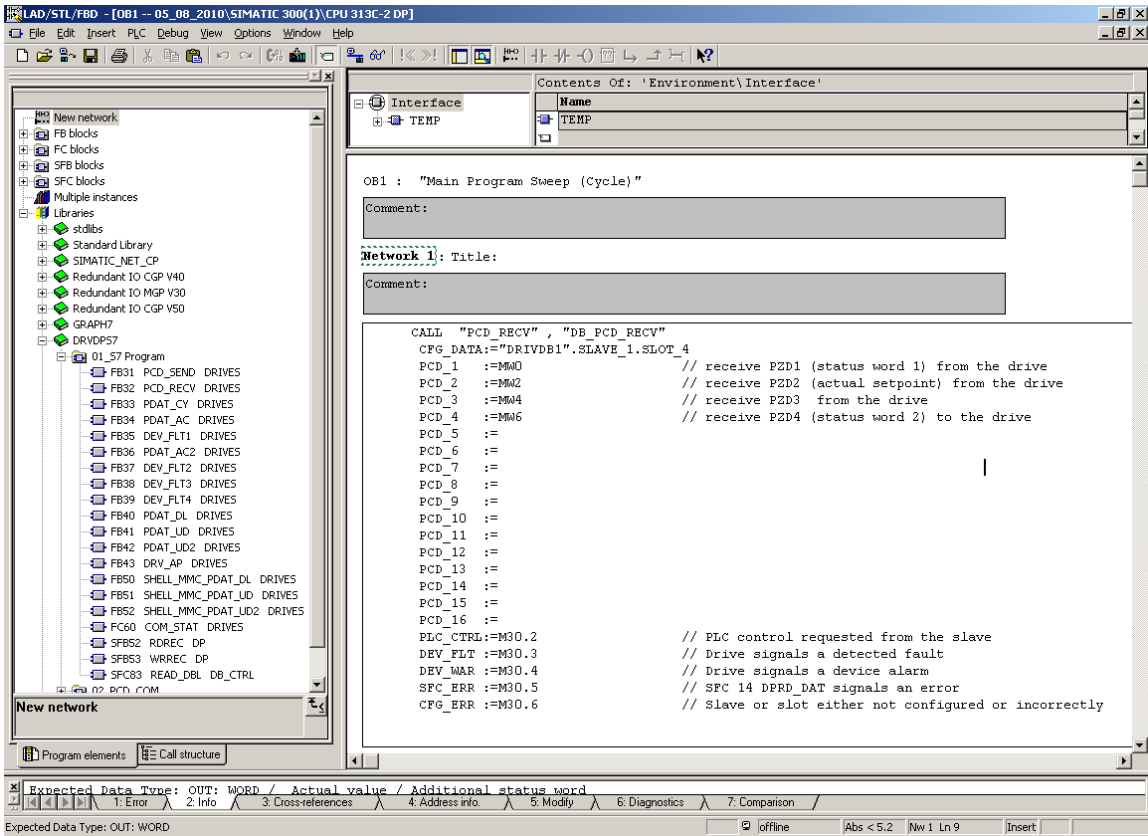 LAD/STL/FBD - [OB1 -- 05_08_2010\SIMATIC 300(1)\CPU 313C-2 DP]
File Edit Insert PLC Debug View Options Window Help
New network
FB blocks
FC blocks
SFB blocks
SFC blocks
Multiple instances
Libraries
stdlibs
Standard Library
SIMATIC_NET_CP
Redundant IO CGP V40
Redundant IO MGP V30
Redundant IO CGP V50
GRAPH7
DRVDPS7
01_S7 Program
FB31 PCD_SEND DRIVES
FB32 PCD_RECV DRIVES
FB33 PDAT_CY DRIVES
FB34 PDAT_AC DRIVES
FB35 DEV_FLT1 DRIVES
FB36 PDAT_AC2 DRIVES
FB37 DEV_FLT2 DRIVES
FB38 DEV_FLT3 DRIVES
FB39 DEV_FLT4 DRIVES
FB40 PDAT_DL DRIVES
FB41 PDAT_UD DRIVES
FB42 PDAT_UD2 DRIVES
FB43 DRV_AP DRIVES
FB50 SHELL_MMC_PDAT_DL DRIVES
FB51 SHELL_MMC_PDAT_UD DRIVES
FB52 SHELL_MMC_PDAT_UD2 DRIVES
FC60 COM_STAT DRIVES
SFB52 RDREC DP
SFB53 WRREC DP
SFC83 READ_DBL DB_CTRL
02_PCD_COM
New network
Program elements Call structure
Contents Of: 'Environment\Interface'
Interface
TEMP
Name
TEMP
OB1 : "Main Program Sweep (Cycle)"
Comment:
Network 1: Title:
Comment:
CALL "PCD_RECV" , "DB_PCD_RECV"
CFG_DATA:="DRIVDB1".SLAVE_1.SLOT_4
PCD_1 :=MW0 // receive PZD1 (status word 1) from the drive
PCD_2 :=MW2 // receive PZD2 (actual setpoint) from the drive
PCD_3 :=MW4 // receive PZD3 from the drive
PCD_4 :=MW6 // receive PZD4 (status word 2) to the drive
PCD_5 :=
PCD_6 :=
PCD_7 :=
PCD_8 :=
PCD_9 :=
PCD_10 :=
PCD_11 :=
PCD_12 :=
PCD_13 :=
PCD_14 :=
PCD_15 :=
PCD_16 :=
PLC_CTRL:=M30.2 // PLC control requested from the slave
DEV_FLT :=M30.3 // Drive signals a detected fault
DEV_WAR :=M30.4 // Drive signals a device alarm
SFC_ERR :=M30.5 // SFC 14 DPRD_DAT signals an error
CFG_ERR :=M30.6 // Slave or slot either not configured or incorrectly
Expected Data Type: OUT: WORD / Actual value / Additional status word
1: Error 2: Info 3: Cross-references 4: Address info. 5: Modify 6: Diagnostics 7: Comparison
Expected Data Type: OUT: WORD offline Abs < 5.2 Nw 1 Ln 9 Insert